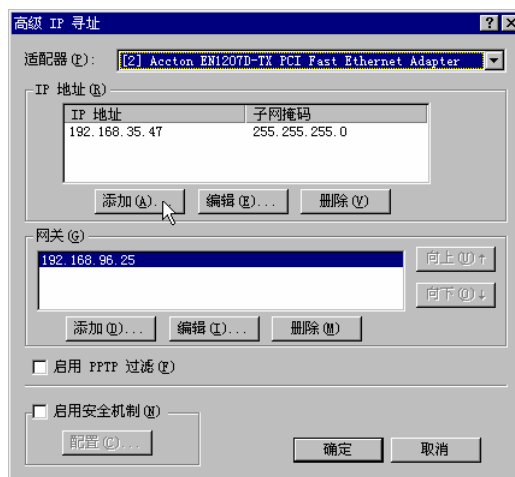 高级 IP 寻址
适配器(P): [2] Accton EN1207D-TX PCI Fast Ethernet Adapter
IP 地址(R)
IP 地址 子网掩码
192.168.35.47 255.255.255.0
添加(A)... 编辑(E)... 删除(V)
网关(G)
192.168.96.25
向上(U)↑
向下(O)↓
添加(D)... 编辑(I)... 删除(M)
启用 PPTP 过滤(F)
启用安全机制(N)
配置(C)... 确定 取消